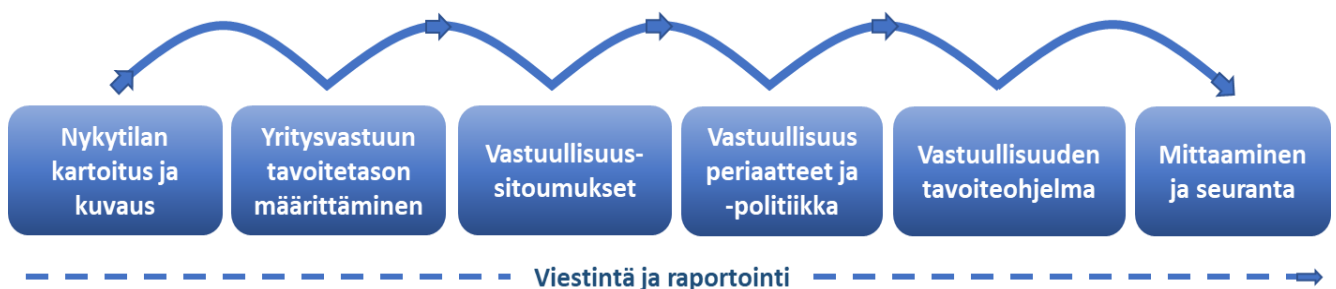 Nykytilan
kartoitus ja
kuvaus
Yritysvastuun
tavoitetason
määrittäminen
Vastuullisuus-
sitoumukset
Vastuullisuus
periaatteet ja
-politiikka
Vastuullisuuden
tavoiteohjelma
Mittaaminen
ja seuranta
Viestintä ja raportointi